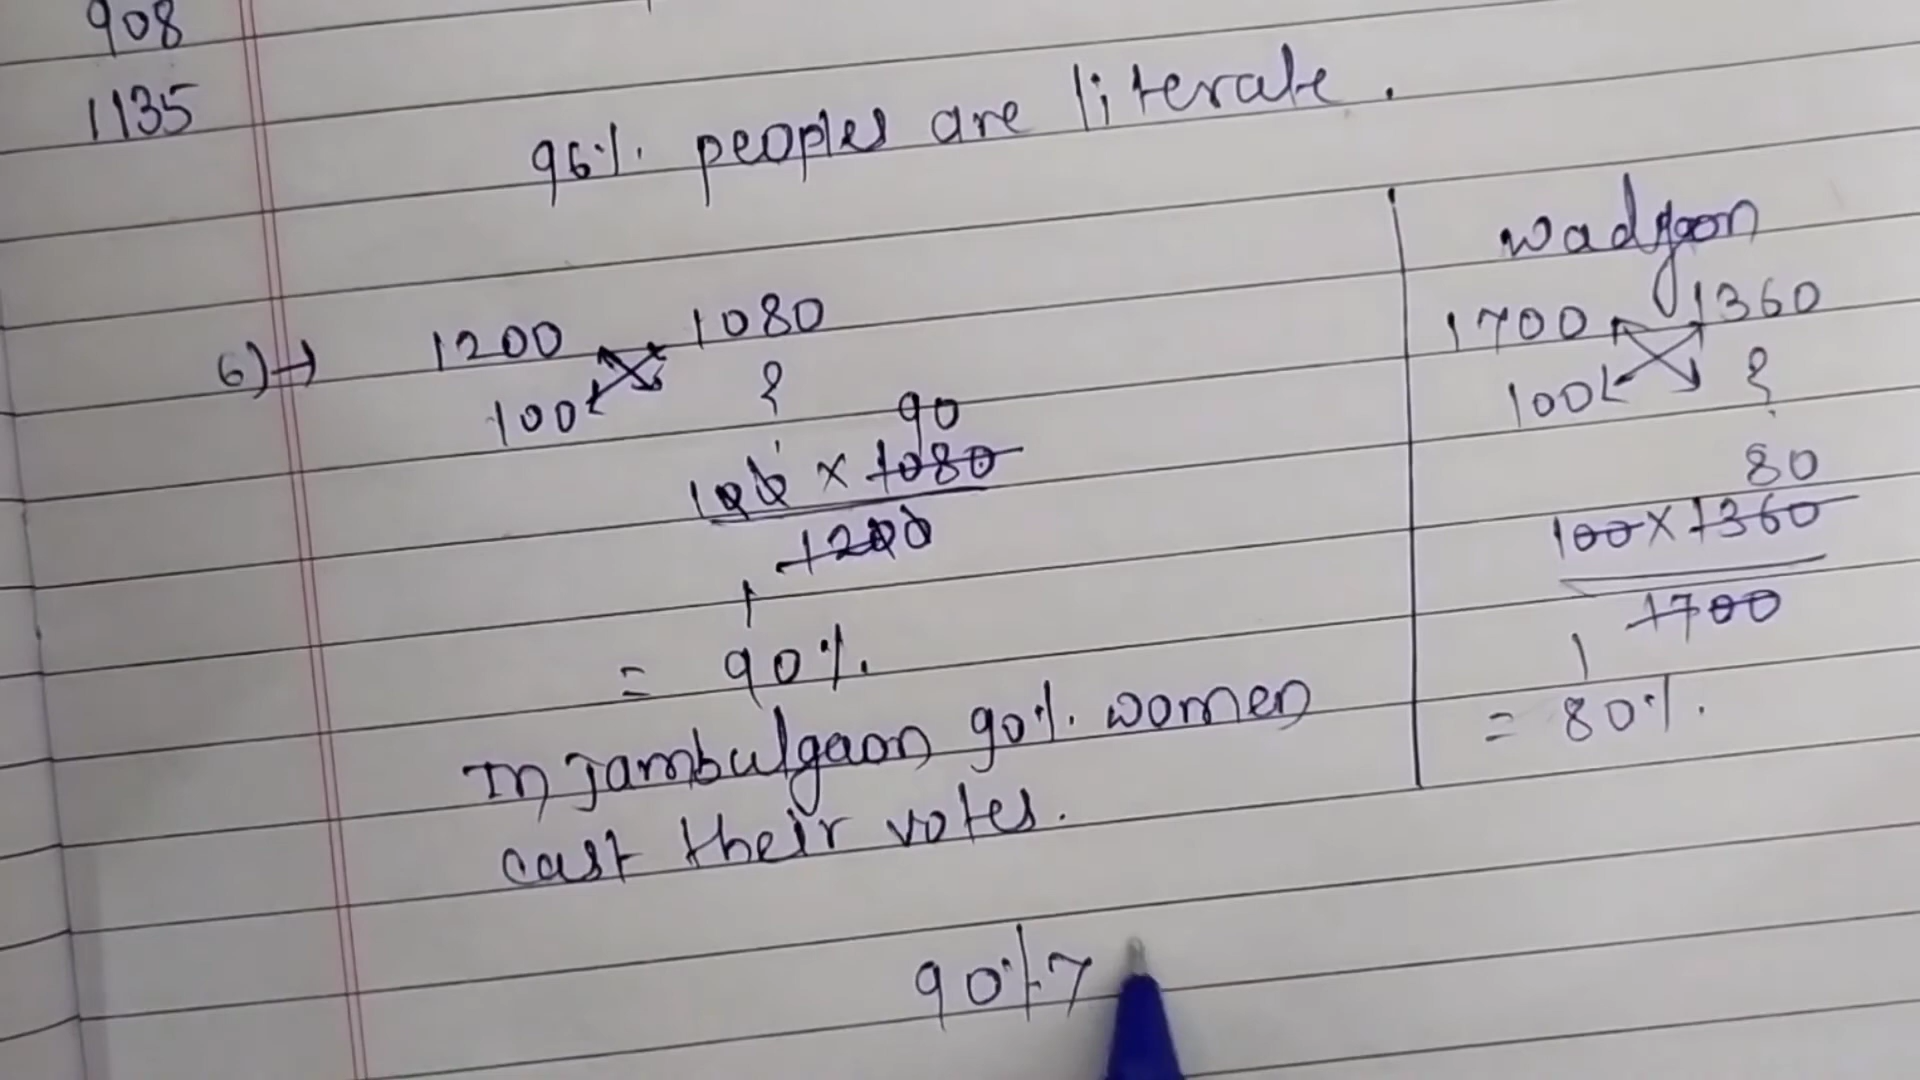 908
1135
96% peoples are literate.
6)→ 1200 1080
100 ?
90
100 × 1080
1200
1
= 90%.
In Jambulgaon 90%. women
cast their votes.
90% >
wadgaon
1700 1360
100 ?
80
100 × 1360
1700
1
= 80%.